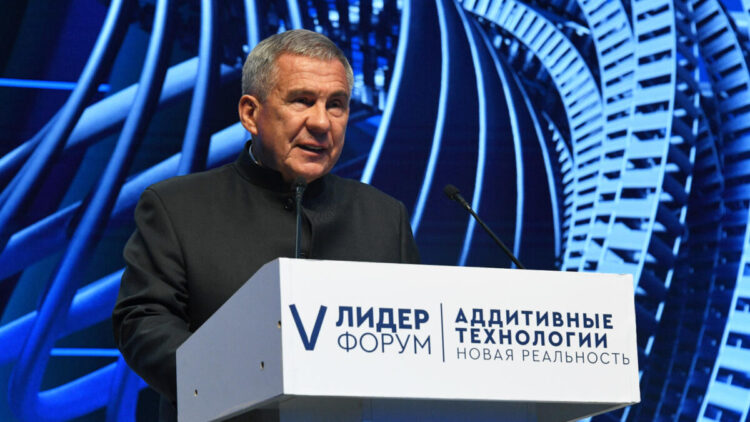 V
ЛИДЕР
ФОРУМ
АДДИТИВНЫЕ
ТЕХНОЛОГИИ
НОВАЯ РЕАЛЬНОСТЬ